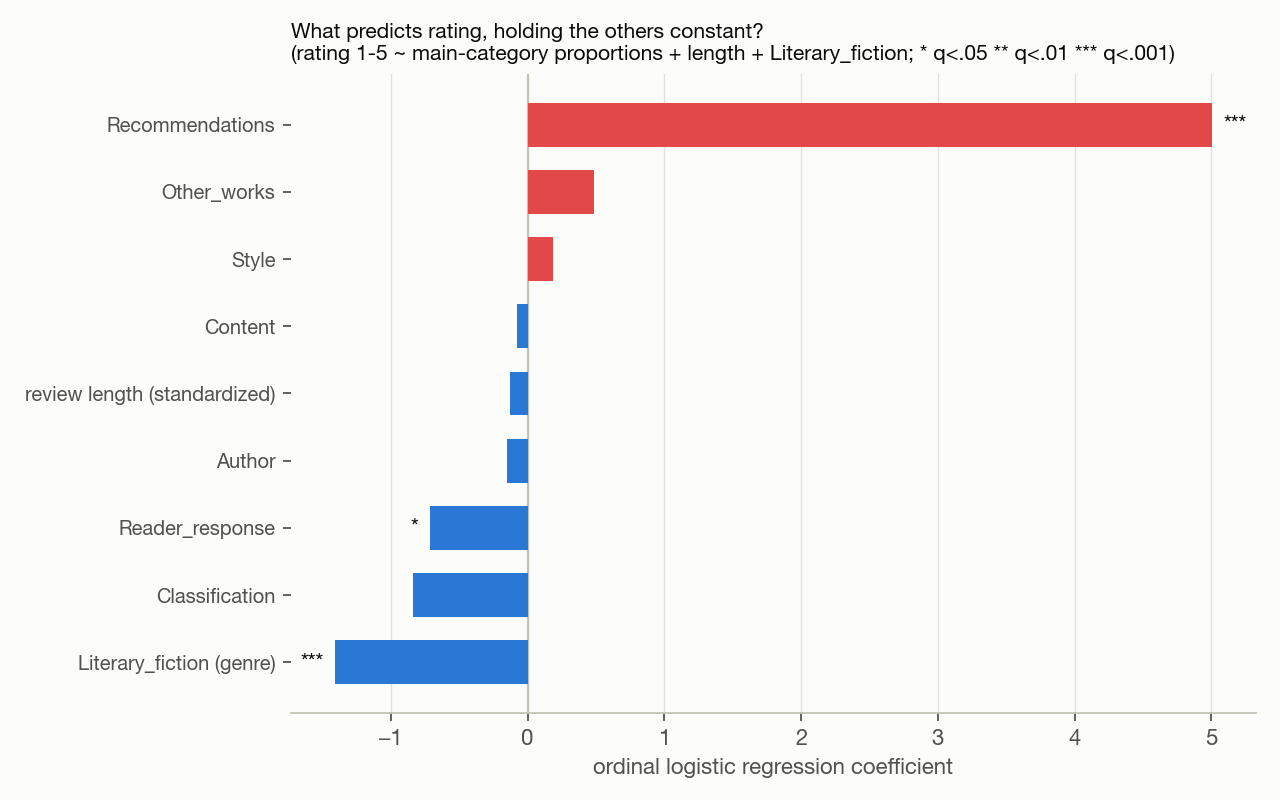 What predicts rating, holding the others constant?
(rating 1-5 ~ main-category proportions + length + Literary_fiction; * q<.05 ** q<.01 *** q<.001)
Recommendations
***
Other_works
Style
Content
review length (standardized)
Author
Reader_response
*
Classification
Literary_fiction (genre)
***
−1
0
1
2
3
4
5
ordinal logistic regression coefficient